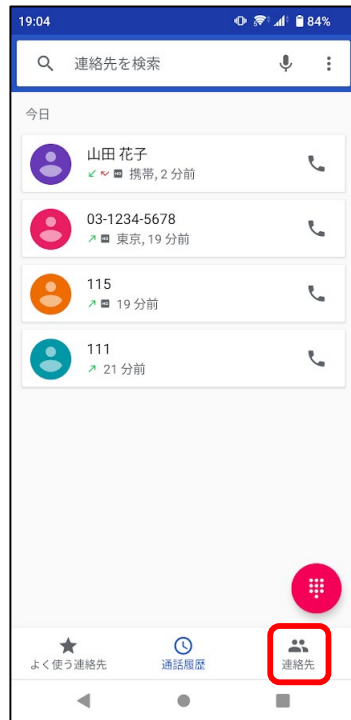 19:04 84%
連絡先を検索
今日
山田 花子
携帯, 2 分前
03-1234-5678
東京, 19 分前
115
19 分前
111
21 分前
よく使う連絡先 通話履歴 連絡先